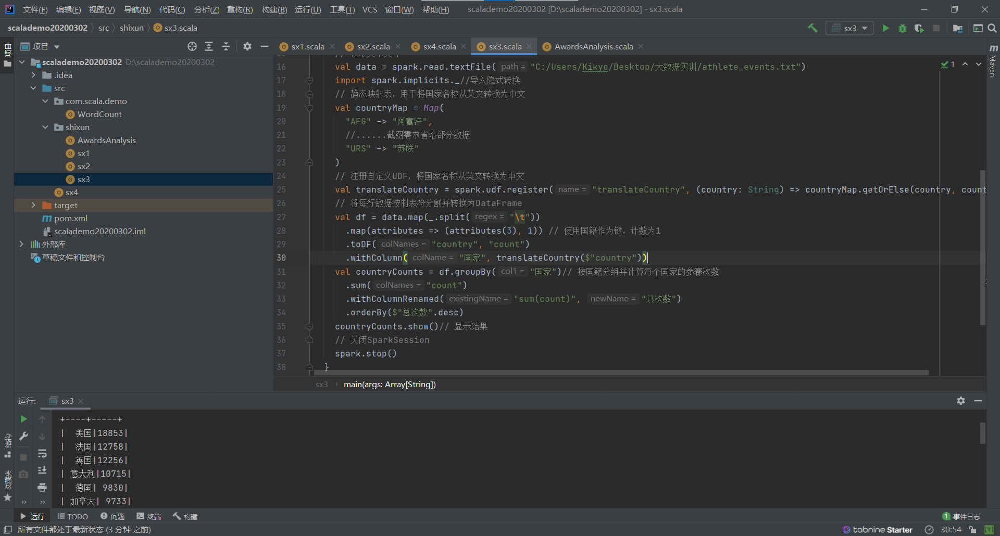 文件(F) 编辑(E) 视图(V) 导航(N) 代码(C) 分析(Z) 重构(R) 构建(B) 运行(U) 工具(T) VCS 窗口(W) 帮助(H) scalademo20200302 [D:\scalademo20200302] - sx3.scala
scalademo20200302 src shixun sx3.scala
sx3
项目
sx1.scala sx2.scala sx4.scala sx3.scala AwardsAnalysis.scala
项目
Maven
scalademo20200302 D:\scalademo20200302
.idea
src
com.scala.demo
WordCount
shixun
AwardsAnalysis
sx1
sx2
sx3
sx4
target
pom.xml
scalademo20200302.iml
外部库
草稿文件和控制台
1
16 val data = spark.read.textFile( path = "C:/Users/Kikyo/Desktop/大数据实训/athlete_events.txt")
17 import spark.implicits._//导入隐式转换
18 // 静态映射表，用于将国家名称从英文转换为中文
19 val countryMap = Map(
20 "AFG" -> "阿富汗",
21 //......截图需求省略部分数据
22 "URS" -> "苏联"
23 )
24 // 注册自定义UDF，将国家名称从英文转换为中文
25 val translateCountry = spark.udf.register( name = "translateCountry", (country: String) => countryMap.getOrElse(country, count
26 // 将每行数据按制表符分割并转换为DataFrame
27 val df = data.map(_.split( regex = "\t"))
28 .map(attributes => (attributes(3), 1)) // 使用国籍作为键，计数为1
29 .toDF( colNames = "country", "count")
30 .withColumn( colName = "国家", translateCountry($"country"))
31 val countryCounts = df.groupBy( col1 = "国家")// 按国籍分组并计算每个国家的参赛次数
32 .sum( colNames = "count")
33 .withColumnRenamed( existingName = "sum(count)", newName = "总次数")
34 .orderBy($"总次数".desc)
35 countryCounts.show()// 显示结果
36 // 关闭SparkSession
37 spark.stop()
38 }
sx3 main(args: Array[String])
运行: sx3
+----+-----+
| 美国|18853|
| 法国|12758|
| 英国|12256|
| 意大利|10715|
| 德国| 9830|
| 加拿大| 9733|
结构
收藏夹
运行 TODO 问题 终端 构建 1 事件日志
所有文件都处于最新状态 (3 分钟 之前) tabnine Starter 30:54 [T]